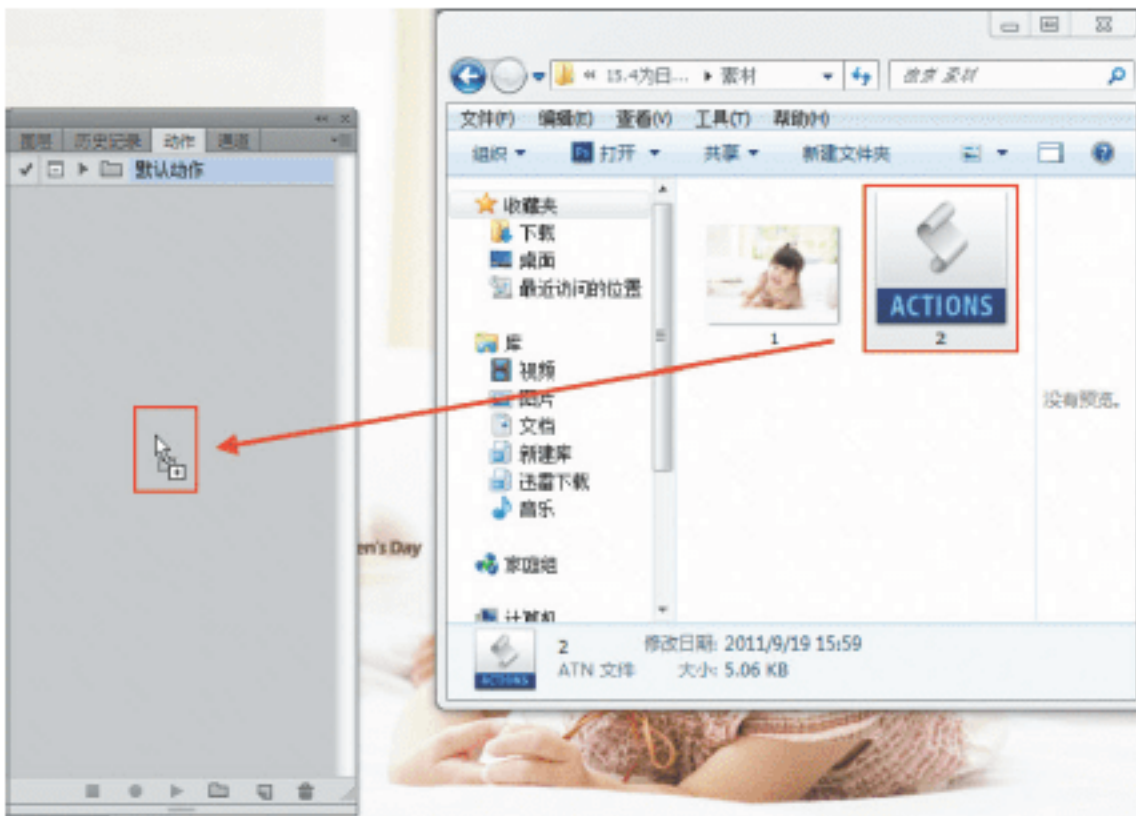 图层 历史记录 动作 通道
默认动作
15.4为日... 素材
搜索 素材
文件(F) 编辑(E) 查看(V) 工具(T) 帮助(H)
组织 打开 共享 新建文件夹
收藏夹
下载
桌面
最近访问的位置
库
视频
图片
文档
新建库
迅雷下载
音乐
家庭组
计算机
ACTIONS
1
2
没有预览。
en's Day
2 修改日期: 2011/9/19 15:59
ACTIONS
ATN 文件 大小: 5.06 KB